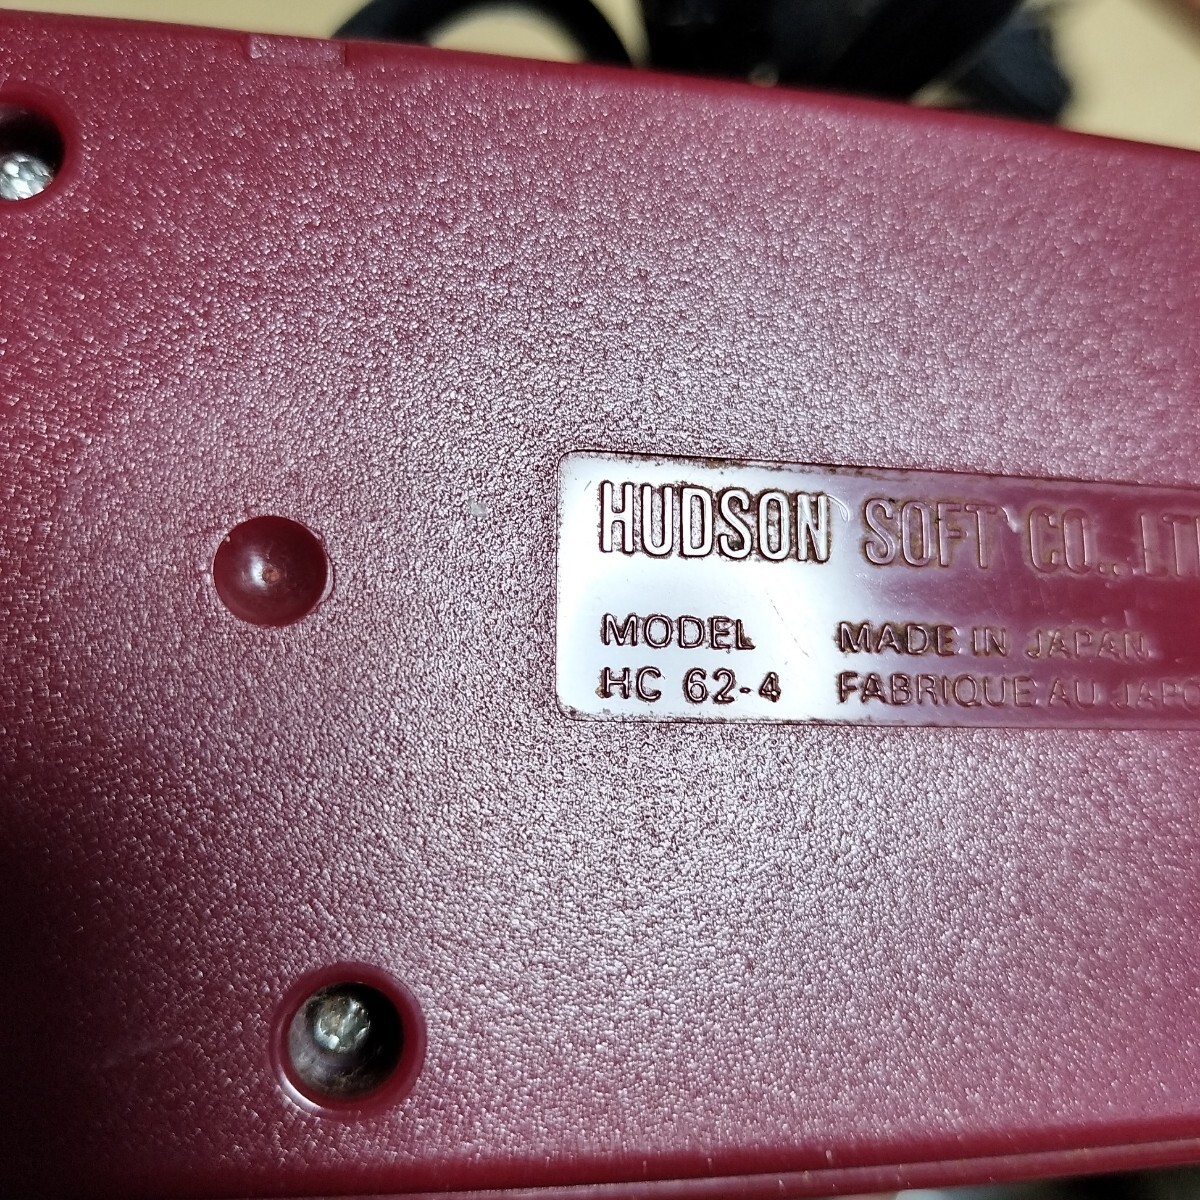 HUDSON SOFT CO., LT
MODEL MADE IN JAPAN
HC 62-4 FABRIQUE AU JAPO